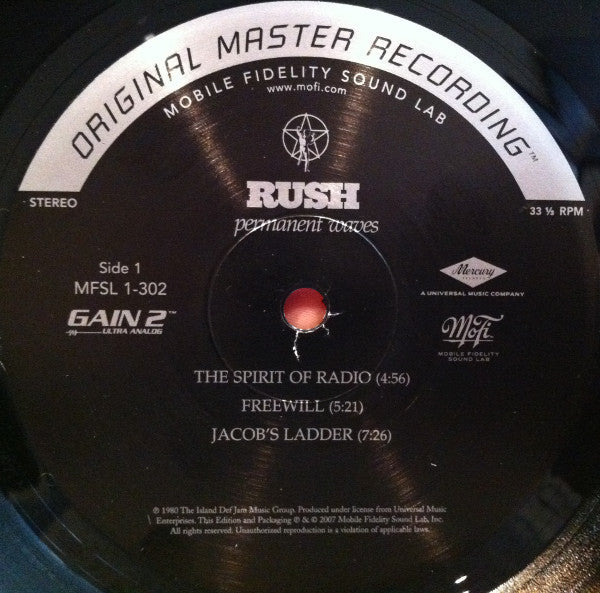 ORIGINAL MASTER RECORDING™
MOBILE FIDELITY SOUND LAB
www.mofi.com
STEREO
33 ⅓ RPM
RUSH
permanent waves
Side 1
MFSL 1-302
GAIN 2™
ULTRA ANALOG
Mercury
RECORDS
A UNIVERSAL MUSIC COMPANY
MoFi
MOBILE FIDELITY
SOUND LAB
THE SPIRIT OF RADIO (4:56)
FREEWILL (5:21)
JACOB'S LADDER (7:26)
℗ 1980 The Island Def Jam Music Group. Produced under license from Universal Music
Enterprises. This Edition and Packaging ℗ & © 2007 Mobile Fidelity Sound Lab, Inc.
All rights reserved. Unauthorized reproduction is a violation of applicable laws.